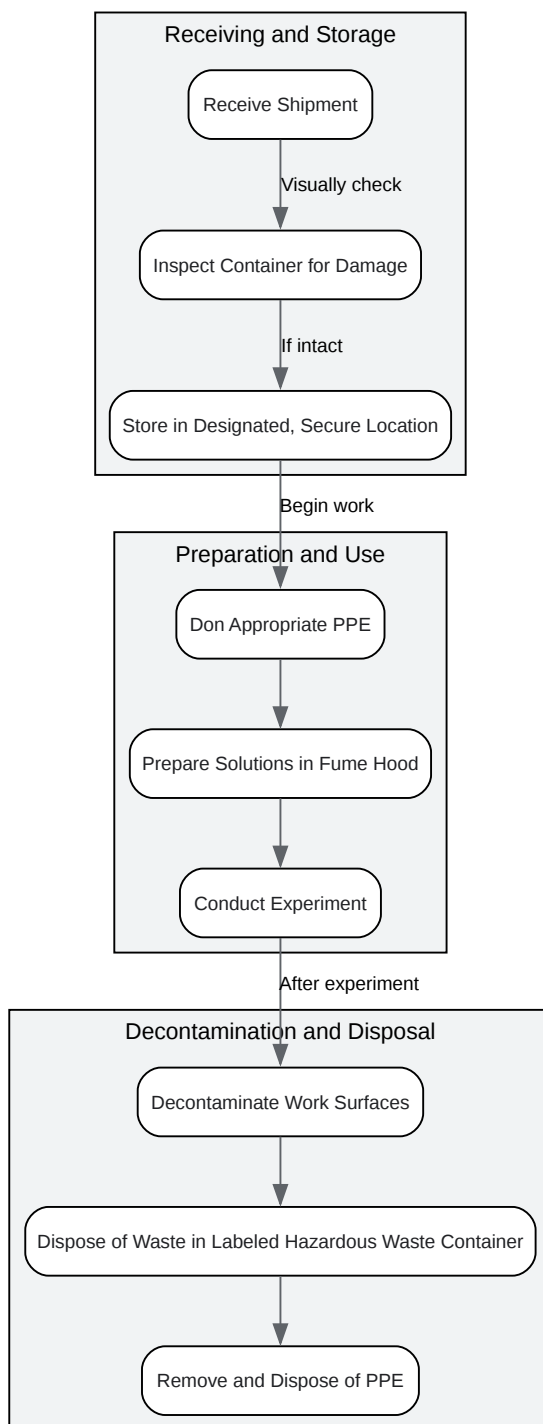 Receiving and Storage
Receive Shipment
Visually check
Inspect Container for Damage
If intact
Store in Designated, Secure Location
Begin work
Preparation and Use
Don Appropriate PPE
Prepare Solutions in Fume Hood
Conduct Experiment
After experiment
Decontamination and Disposal
Decontaminate Work Surfaces
Dispose of Waste in Labeled Hazardous Waste Container
Remove and Dispose of PPE